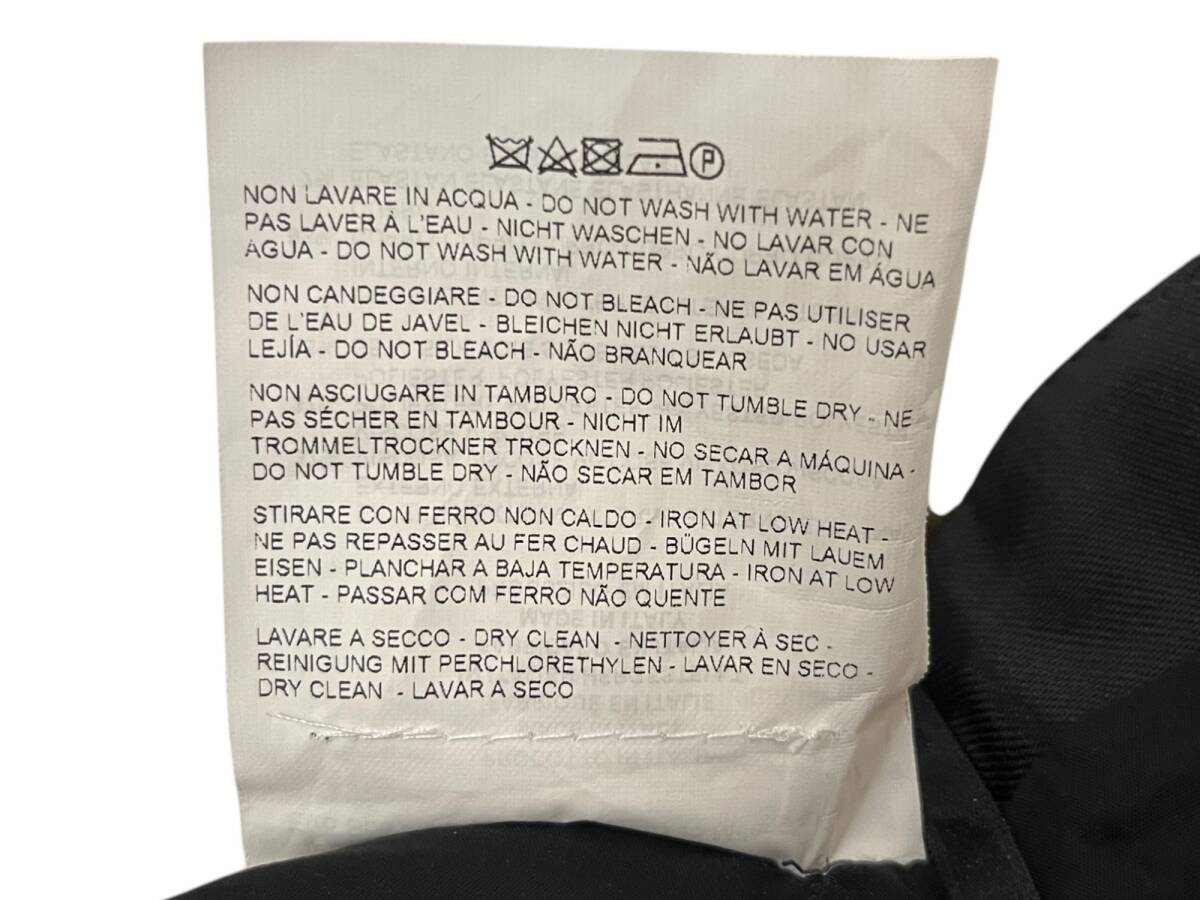 P
NON LAVARE IN ACQUA - DO NOT WASH WITH WATER - NE
PAS LAVER À L'EAU - NICHT WASCHEN - NO LAVAR CON
AGUA - DO NOT WASH WITH WATER - NÃO LAVAR EM ÁGUA
NON CANDEGGIARE - DO NOT BLEACH - NE PAS UTILISER
DE L'EAU DE JAVEL - BLEICHEN NICHT ERLAUBT - NO USAR
LEJÍA - DO NOT BLEACH - NÃO BRANQUEAR
NON ASCIUGARE IN TAMBURO - DO NOT TUMBLE DRY - NE
PAS SÉCHER EN TAMBOUR - NICHT IM
TROMMELTROCKNER TROCKNEN - NO SECAR A MÁQUINA -
DO NOT TUMBLE DRY - NÃO SECAR EM TAMBOR
STIRARE CON FERRO NON CALDO - IRON AT LOW HEAT -
NE PAS REPASSER AU FER CHAUD - BÜGELN MIT LAUEM
EISEN - PLANCHAR A BAJA TEMPERATURA - IRON AT LOW
HEAT - PASSAR COM FERRO NÃO QUENTE
LAVARE A SECCO - DRY CLEAN - NETTOYER À SEC -
REINIGUNG MIT PERCHLORETHYLEN - LAVAR EN SECO -
DRY CLEAN - LAVAR A SECO